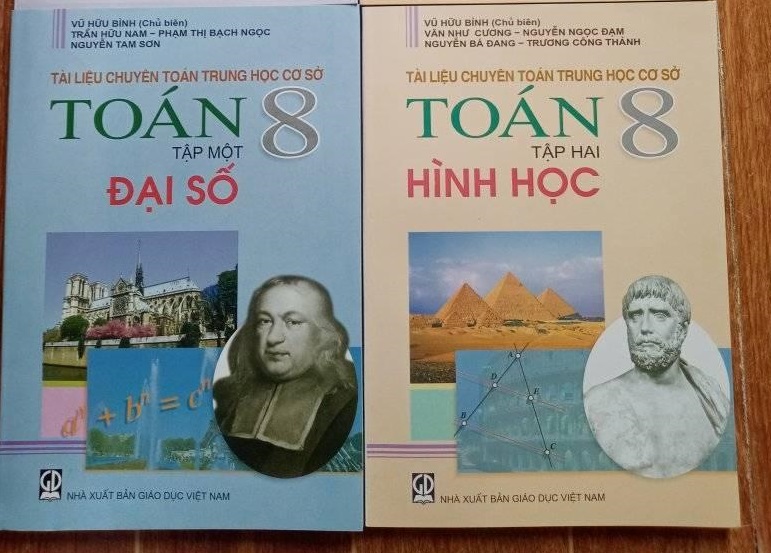 VŨ HỮU BÌNH (Chủ biên)
TRẦN HỮU NAM – PHẠM THỊ BẠCH NGỌC
NGUYỄN TAM SƠN
TÀI LIỆU CHUYÊN TOÁN TRUNG HỌC CƠ SỞ
TOÁN 8
TẬP MỘT
ĐẠI SỐ
aⁿ + bⁿ = cⁿ
GD
NHÀ XUẤT BẢN GIÁO DỤC VIỆT NAM
VŨ HỮU BÌNH (Chủ biên)
VĂN NHƯ CƯƠNG – NGUYỄN NGỌC ĐẠM
NGUYỄN BÁ ĐANG – TRƯƠNG CÔNG THÀNH
TÀI LIỆU CHUYÊN TOÁN TRUNG HỌC CƠ SỞ
TOÁN 8
TẬP HAI
HÌNH HỌC
A
D
E
B
C
GD
NHÀ XUẤT BẢN GIÁO DỤC VIỆT NAM